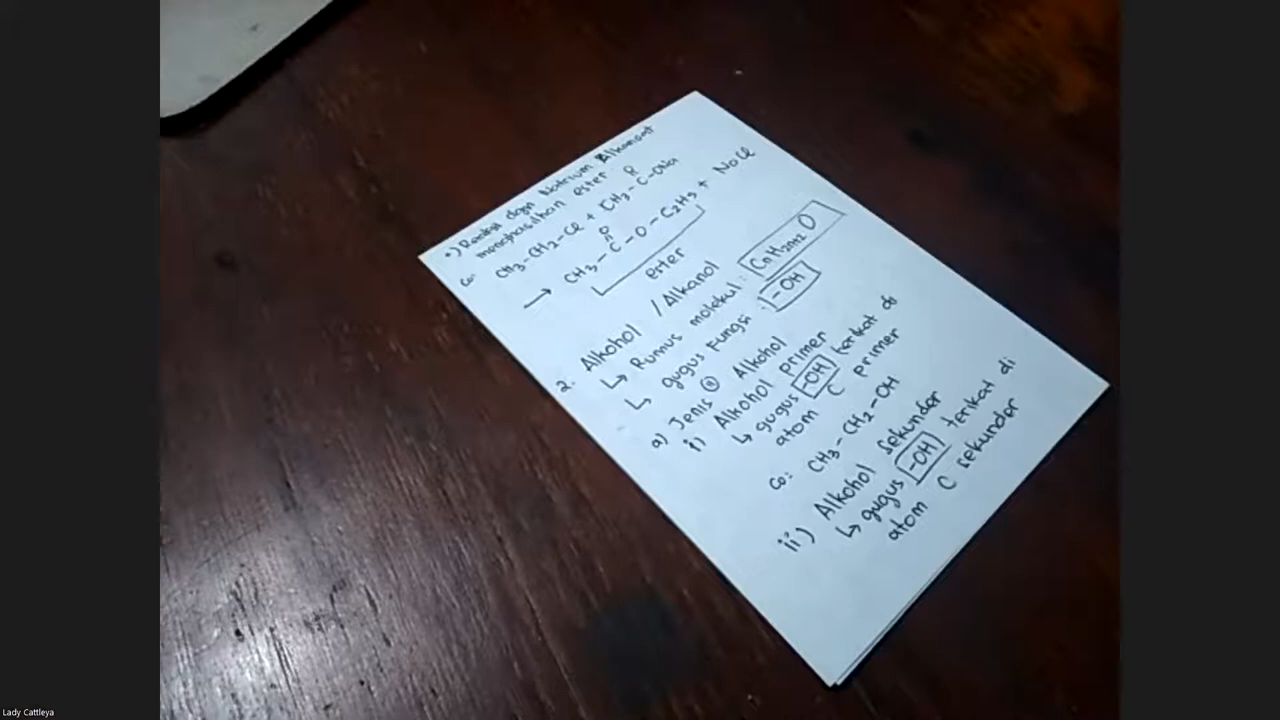 •) Reaksi dgn Natrium Alkanoat
menghasilkan ester
Co: CH3-CH2-Cl + CH3-C-ONa
O
→ CH3-C-O-C2H5 + NaCl
O
ester
2. Alkohol / Alkanol
↳ Rumus molekul: CnH2n+2O
↳ gugus Fungsi: -OH
a) Jenis @ Alkohol
i) Alkohol primer
↳ gugus -OH terikat di
atom C primer
Co: CH3-CH2-OH
ii) Alkohol sekunder
↳ gugus -OH terikat di
atom C sekunder
Lady Cattleya